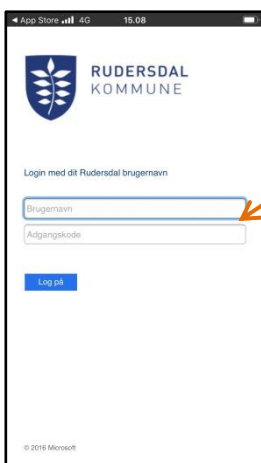 App Store 4G 15.08
RUDERSDAL
KOMMUNE
Login med dit Rudersdal brugernavn
Brugernavn
Adgangskode
Log på
© 2016 Microsoft